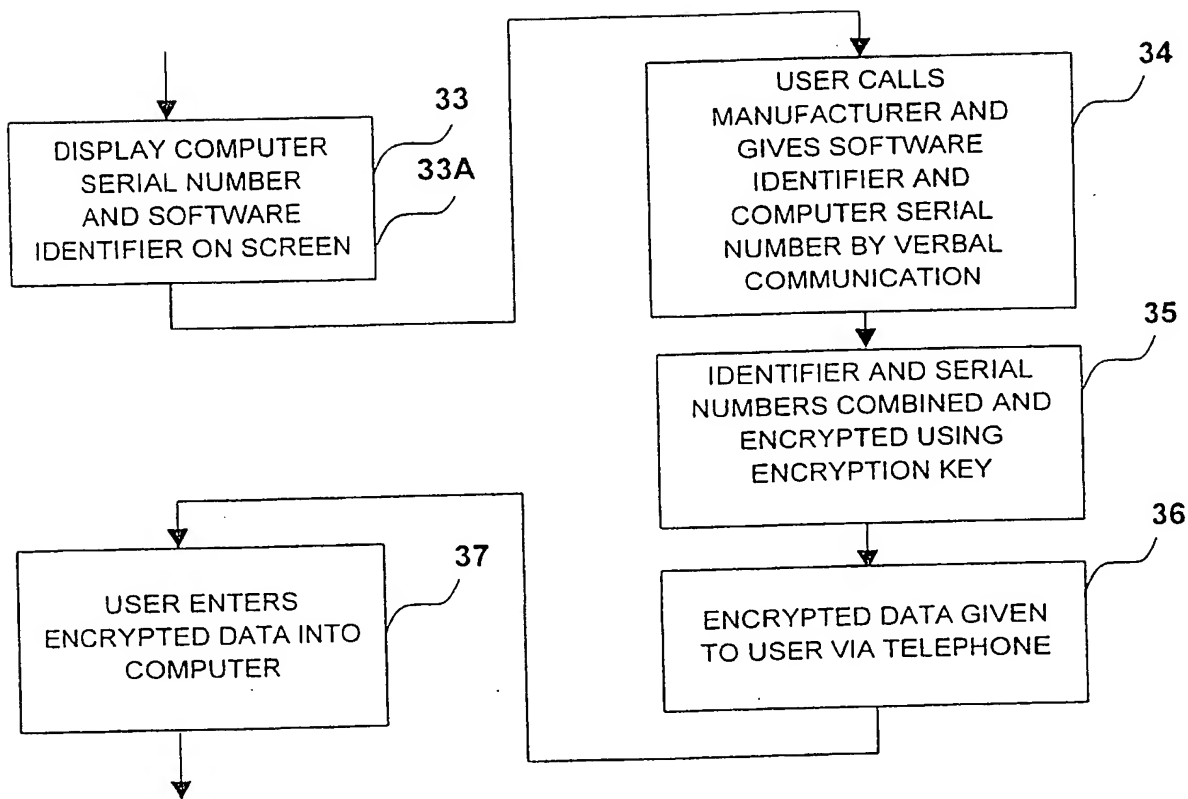 33
DISPLAY COMPUTER
SERIAL NUMBER
AND SOFTWARE
IDENTIFIER ON SCREEN
33A
34
USER CALLS
MANUFACTURER AND
GIVES SOFTWARE
IDENTIFIER AND
COMPUTER SERIAL
NUMBER BY VERBAL
COMMUNICATION
35
IDENTIFIER AND SERIAL
NUMBERS COMBINED AND
ENCRYPTED USING
ENCRYPTION KEY
36
ENCRYPTED DATA GIVEN
TO USER VIA TELEPHONE
37
USER ENTERS
ENCRYPTED DATA INTO
COMPUTER